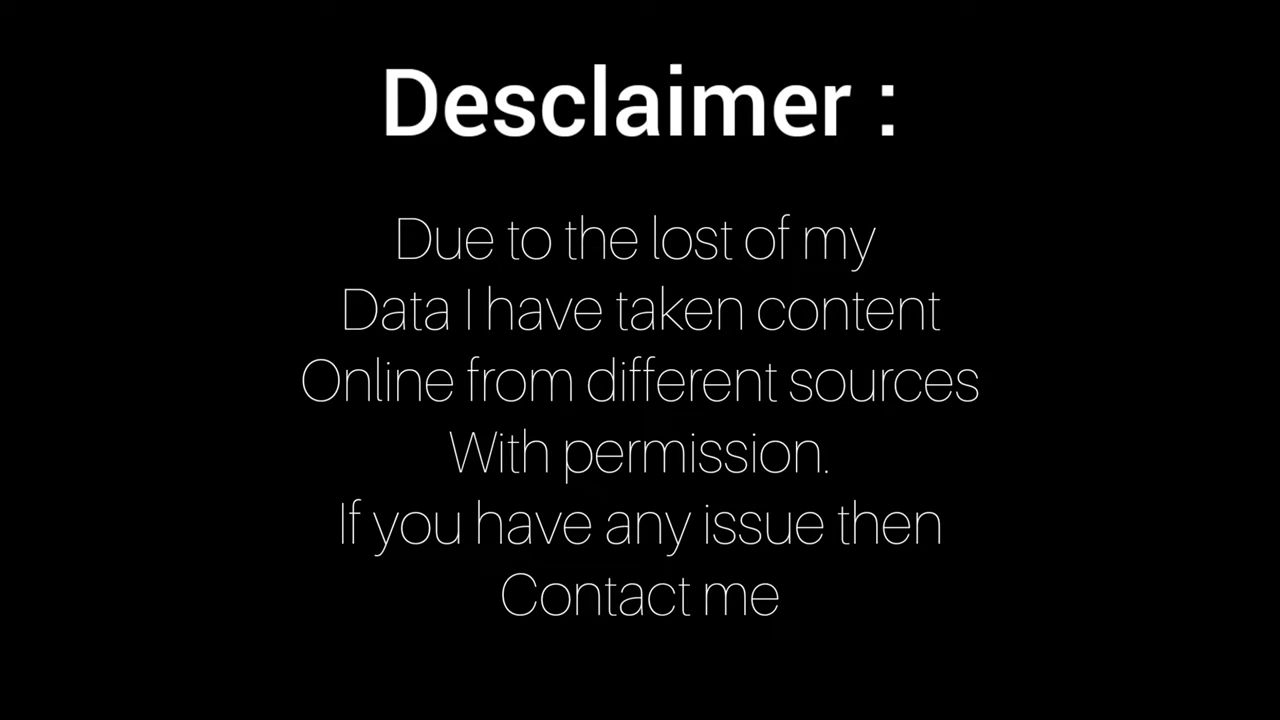 Desclaimer :
Due to the lost of my
Data I have taken content
Online from different sources
With permission.
If you have any issue then
Contact me